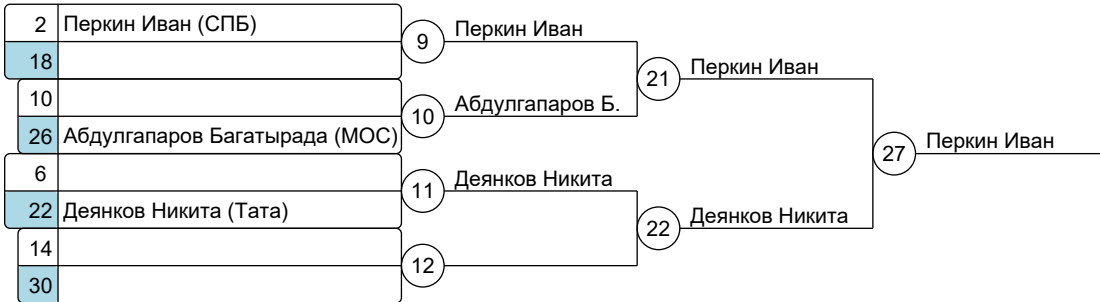 2 Перкин Иван (СПБ)
9 Перкин Иван
18
21 Перкин Иван
10
10 Абдулгапаров Б.
26 Абдулгапаров Багатырада (МОС)
27 Перкин Иван
6
11 Деянков Никита
22 Деянков Никита (Тата)
22 Деянков Никита
14
12
30